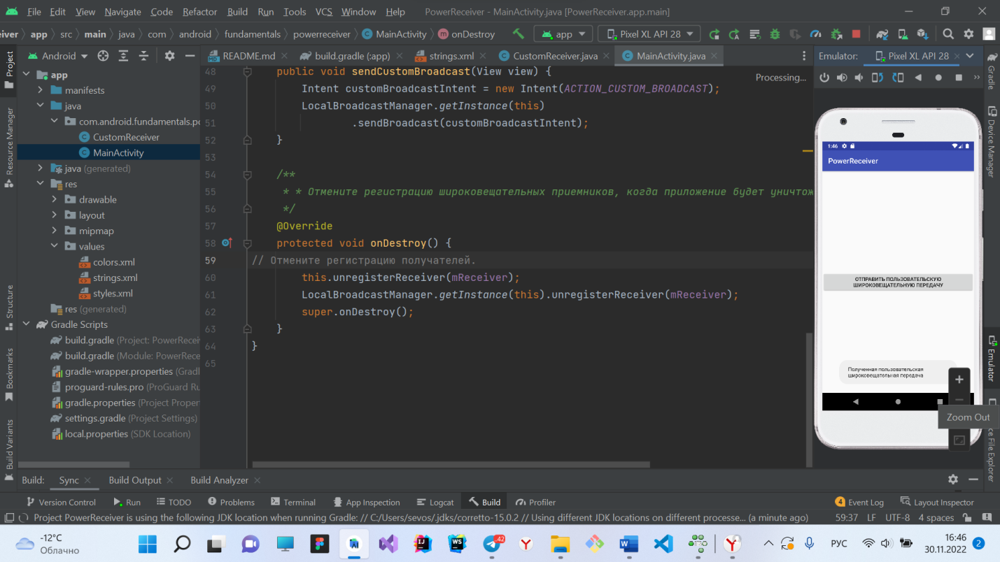 File Edit View Navigate Code Refactor Build Run Tools VCS Window Help PowerReceiver - MainActivity.java [PowerReceiver.app.main]
iver app src main java com android fundamentals powerreceiver MainActivity onDestroy app Pixel XL API 28
Android README.md build.gradle (:app) strings.xml CustomReceiver.java MainActivity.java Emulator: Pixel XL API 28
Project
Resource Manager
Structure
Bookmarks
Build Variants
app
manifests
java
com.android.fundamentals.po
CustomReceiver
MainActivity
java (generated)
res
drawable
layout
mipmap
values
colors.xml
strings.xml
styles.xml
res (generated)
Gradle Scripts
build.gradle (Project: PowerRecei
build.gradle (Module: PowerRece
gradle-wrapper.properties (Gradl
proguard-rules.pro (ProGuard Ru
gradle.properties (Project Proper
settings.gradle (Project Settings)
local.properties (SDK Location)
Processing...
48 public void sendCustomBroadcast(View view) {
49 Intent customBroadcastIntent = new Intent(ACTION_CUSTOM_BROADCAST);
50 LocalBroadcastManager.getInstance(this)
51 .sendBroadcast(customBroadcastIntent);
52 }
53
54 /**
55 * * Отмените регистрацию широковещательных приемников, когда приложение будет уничтож
56 */
57 @Override
58 protected void onDestroy() {
59 // Отмените регистрацию получателей.
60 this.unregisterReceiver(mReceiver);
61 LocalBroadcastManager.getInstance(this).unregisterReceiver(mReceiver);
62 super.onDestroy();
63 }
64 }
65
1:46
PowerReceiver
ОТПРАВИТЬ ПОЛЬЗОВАТЕЛЬСКУЮ
ШИРОКОВЕЩАТЕЛЬНУЮ ПЕРЕДАЧУ
Полученная пользовательская
широковещательная передача
Zoom Out
Gradle
Device Manager
Emulator
ce File Explorer
Build: Sync Build Output Build Analyzer
Version Control Run TODO Problems Terminal App Inspection Logcat Build Profiler 4 Event Log Layout Inspector
Project PowerReceiver is using the following JDK location when running Gradle: // C:/Users/sevos/.jdks/corretto-15.0.2 // Using different JDK locations on different processe... (a minute ago) 59:37 LF UTF-8 4 spaces
-12°C
Облачно
IJ WS 42 РУС 16:46
30.11.2022 2